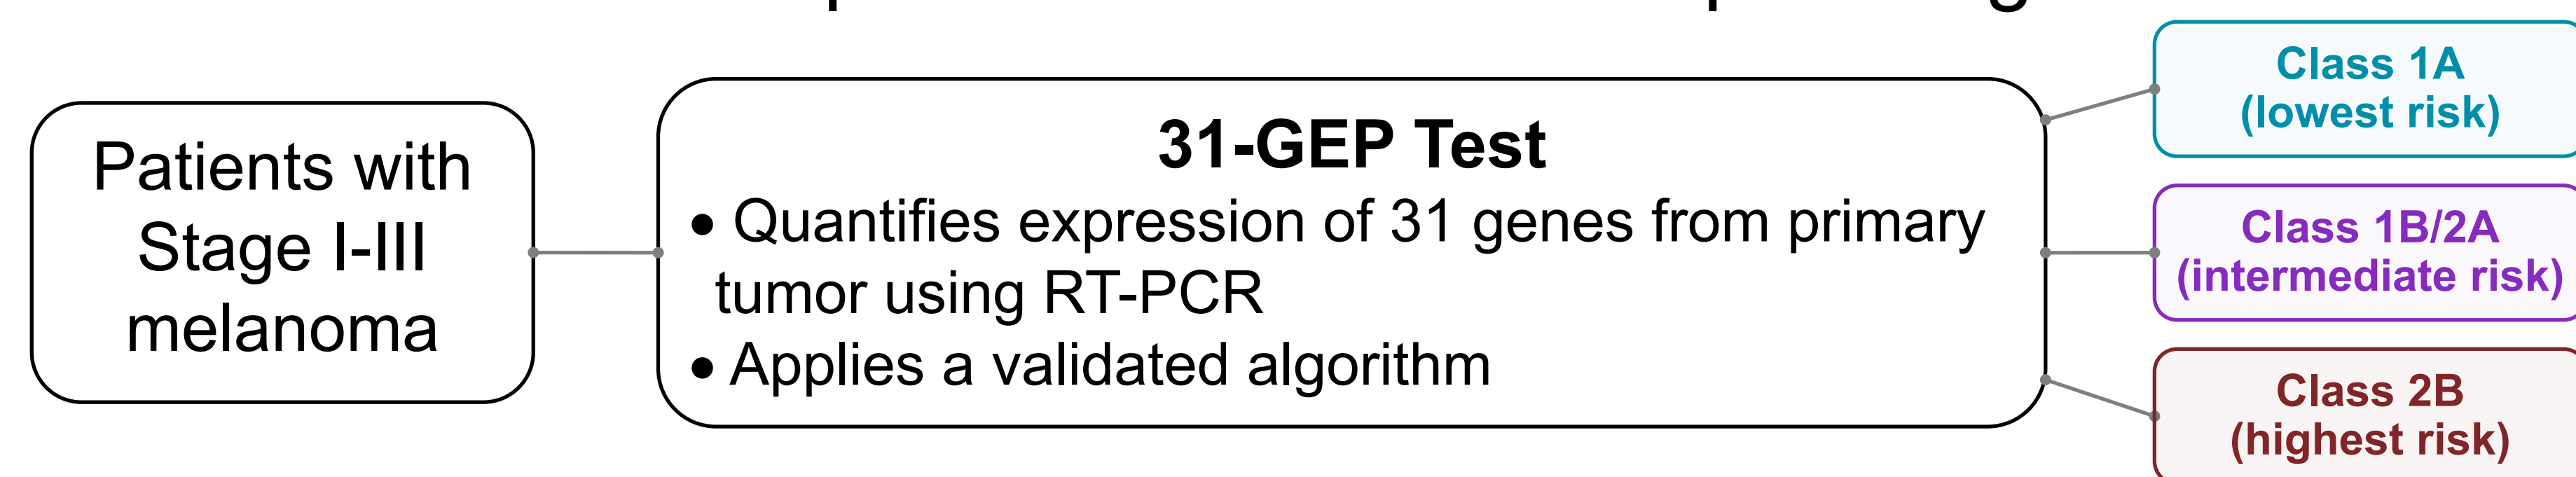 Patients with
Stage I-III
melanoma
31-GEP Test
• Quantifies expression of 31 genes from primary
tumor using RT-PCR
• Applies a validated algorithm
Class 1A
(lowest risk)
Class 1B/2A
(intermediate risk)
Class 2B
(highest risk)